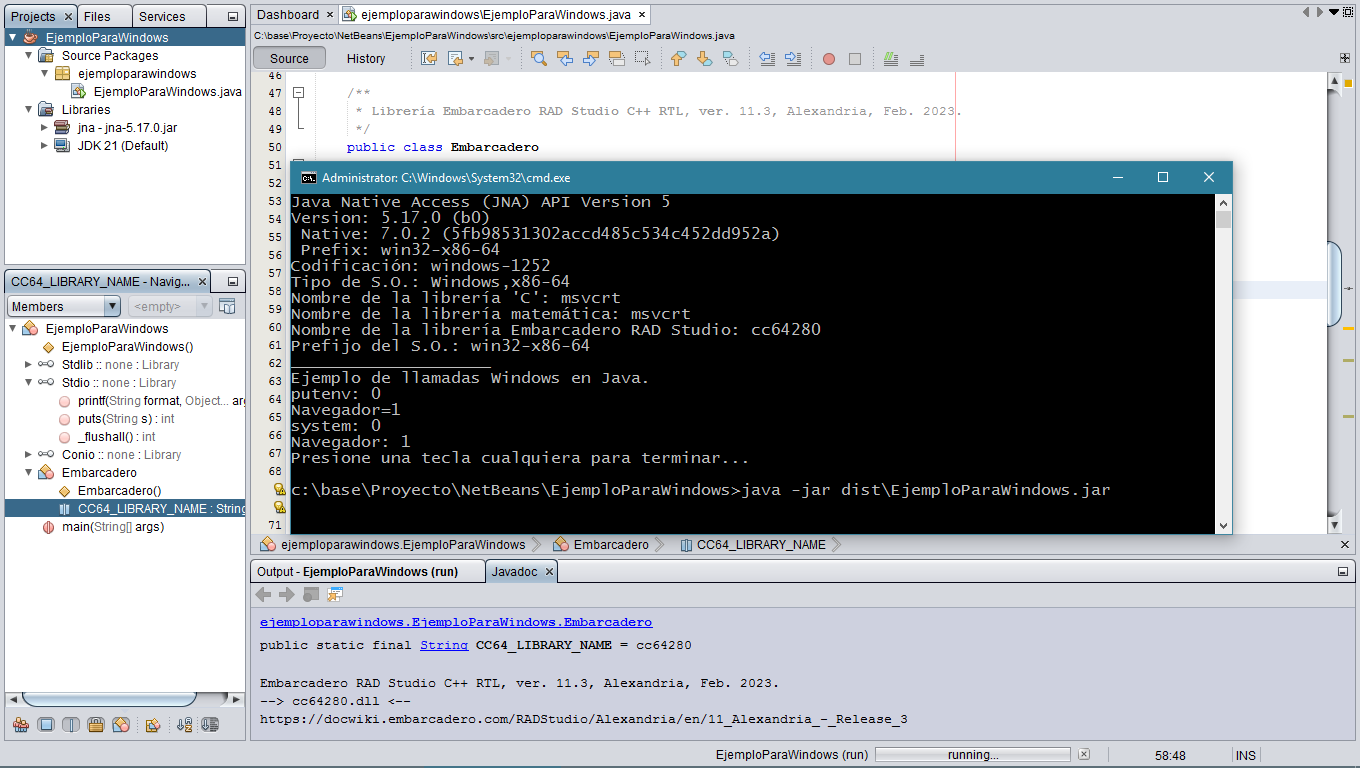 Projects × Files Services
EjemploParaWindows
Source Packages
ejemploparawindows
EjemploParaWindows.java
Libraries
jna - jna-5.17.0.jar
JDK 21 (Default)
CC64_LIBRARY_NAME - Navig... ×
Members <empty>
EjemploParaWindows
EjemploParaWindows()
Stdlib :: none : Library
Stdio :: none : Library
printf(String format, Object... arg
puts(String s) : int
_flushall() : int
Conio :: none : Library
Embarcadero
Embarcadero()
CC64_LIBRARY_NAME : String
main(String[] args)
Dashboard × ejemploparawindows\EjemploParaWindows.java ×
C:\base\Proyecto\NetBeans\EjemploParaWindows\src\ejemploparawindows\EjemploParaWindows.java
Source History
46
47 /**
48 * Librería Embarcadero RAD Studio C++ RTL, ver. 11.3, Alexandria, Feb. 2023.
49 */
50 public class Embarcadero
51
52
53
54
55
56
57
58
59
60
61
62
63
64
65
66
67
68
71
Administrator: C:\Windows\System32\cmd.exe
Java Native Access (JNA) API Version 5
Version: 5.17.0 (b0)
Native: 7.0.2 (5fb98531302accd485c534c452dd952a)
Prefix: win32-x86-64
Codificación: windows-1252
Tipo de S.O.: Windows,x86-64
Nombre de la librería 'C': msvcrt
Nombre de la librería matemática: msvcrt
Nombre de la librería Embarcadero RAD Studio: cc64280
Prefijo del S.O.: win32-x86-64
____________________
Ejemplo de llamadas Windows en Java.
putenv: 0
Navegador=1
system: 0
Navegador: 1
Presione una tecla cualquiera para terminar...
c:\base\Proyecto\NetBeans\EjemploParaWindows>java -jar dist\EjemploParaWindows.jar
ejemploparawindows.EjemploParaWindows Embarcadero CC64_LIBRARY_NAME
Output - EjemploParaWindows (run) Javadoc ×
ejemploparawindows.EjemploParaWindows.Embarcadero
public static final String CC64_LIBRARY_NAME = cc64280
Embarcadero RAD Studio C++ RTL, ver. 11.3, Alexandria, Feb. 2023.
--> cc64280.dll <--
https://docwiki.embarcadero.com/RADStudio/Alexandria/en/11_Alexandria_-_Release_3
EjemploParaWindows (run) running... 58:48 INS